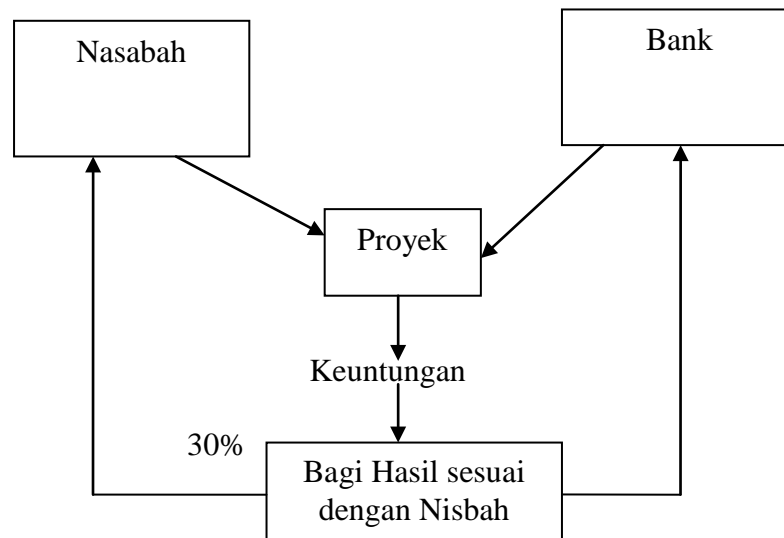 Nasabah
Bank
Proyek
Keuntungan
30%
Bagi Hasil sesuai
dengan Nisbah